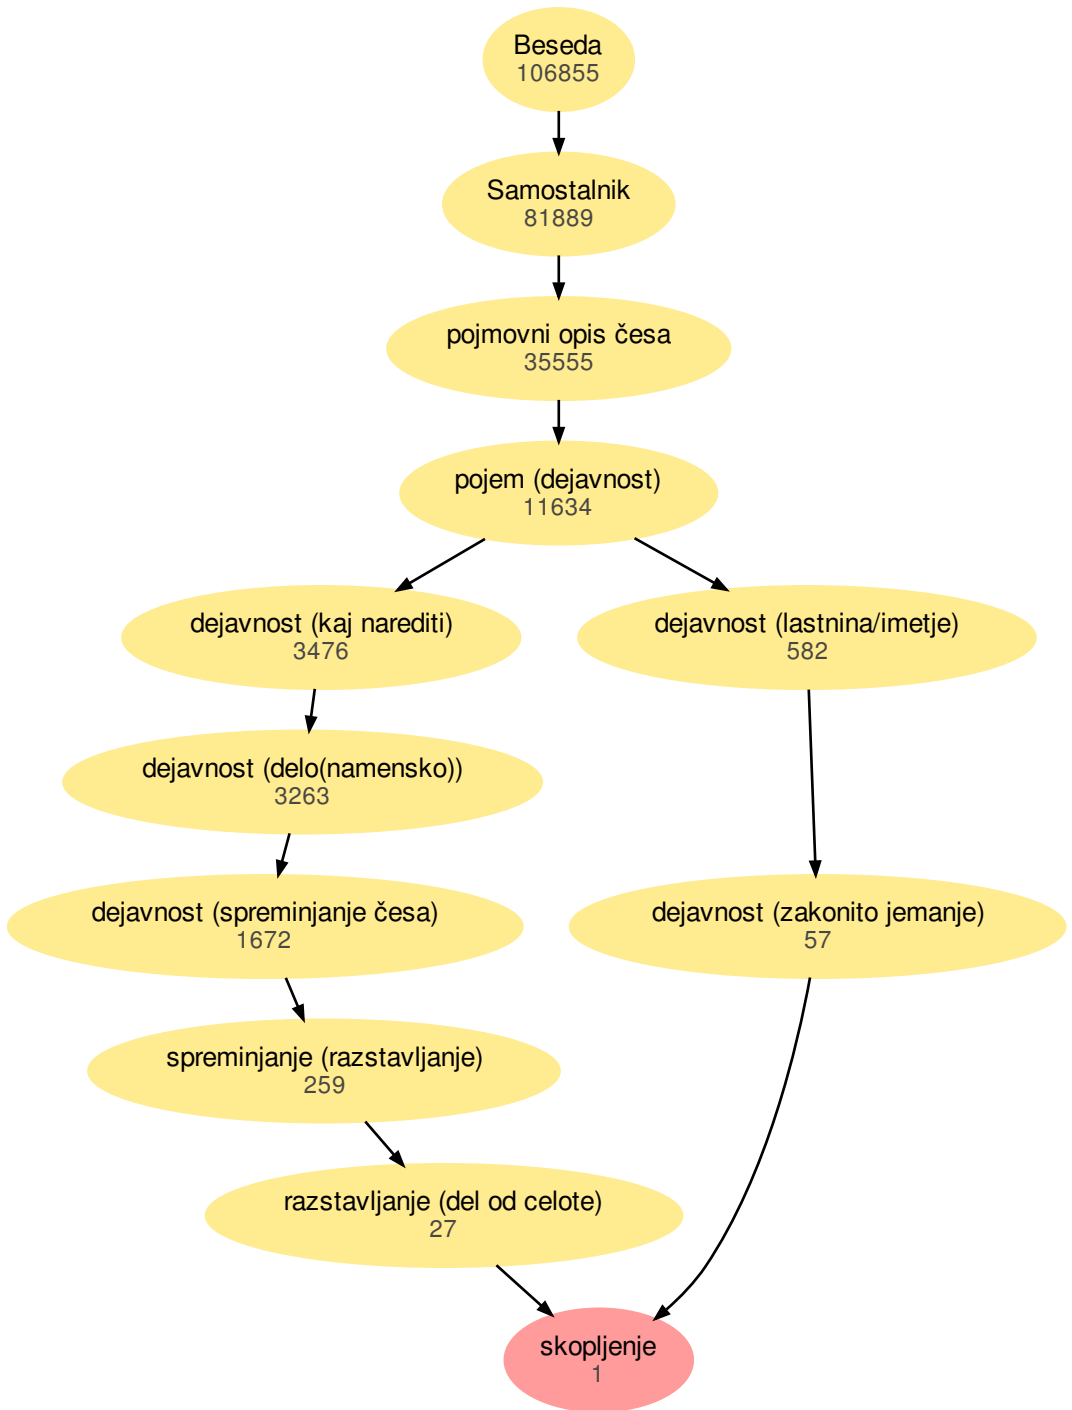 Beseda
106855
Samostalnik
81889
pojmovni opis česa
35555
pojem (dejavnost)
11634
dejavnost (kaj narediti)
3476
dejavnost (lastnina/imetje)
582
dejavnost (delo(namensko))
3263
dejavnost (spreminjanje česa)
1672
dejavnost (zakonito jemanje)
57
spreminjanje (razstavljanje)
259
razstavljanje (del od celote)
27
skopljenje
1